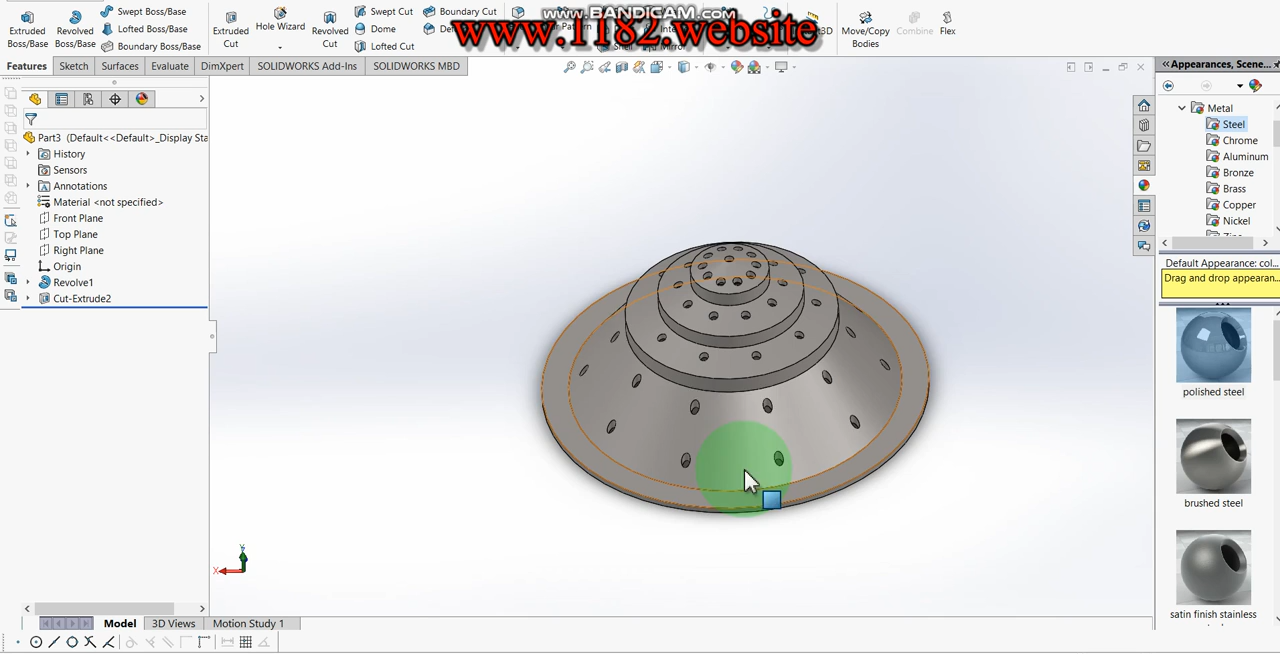 www.BANDICAM.com
www.1182.website
Extruded Boss/Base
Revolved Boss/Base
Swept Boss/Base
Lofted Boss/Base
Boundary Boss/Base
Extruded Cut
Hole Wizard
Revolved Cut
Swept Cut
Dome
Lofted Cut
Boundary Cut
Move/Copy Bodies
Combine
Flex
Features
Sketch
Surfaces
Evaluate
DimXpert
SOLIDWORKS Add-Ins
SOLIDWORKS MBD
Part3 (Default<<Default>_Display Sta
History
Sensors
Annotations
Material <not specified>
Front Plane
Top Plane
Right Plane
Origin
Revolve1
Cut-Extrude2
Y
X
Appearances, Scene...
Metal
Steel
Chrome
Aluminum
Bronze
Brass
Copper
Nickel
Default Appearance: col...
Drag and drop appearan...
polished steel
brushed steel
satin finish stainless
Model
3D Views
Motion Study 1